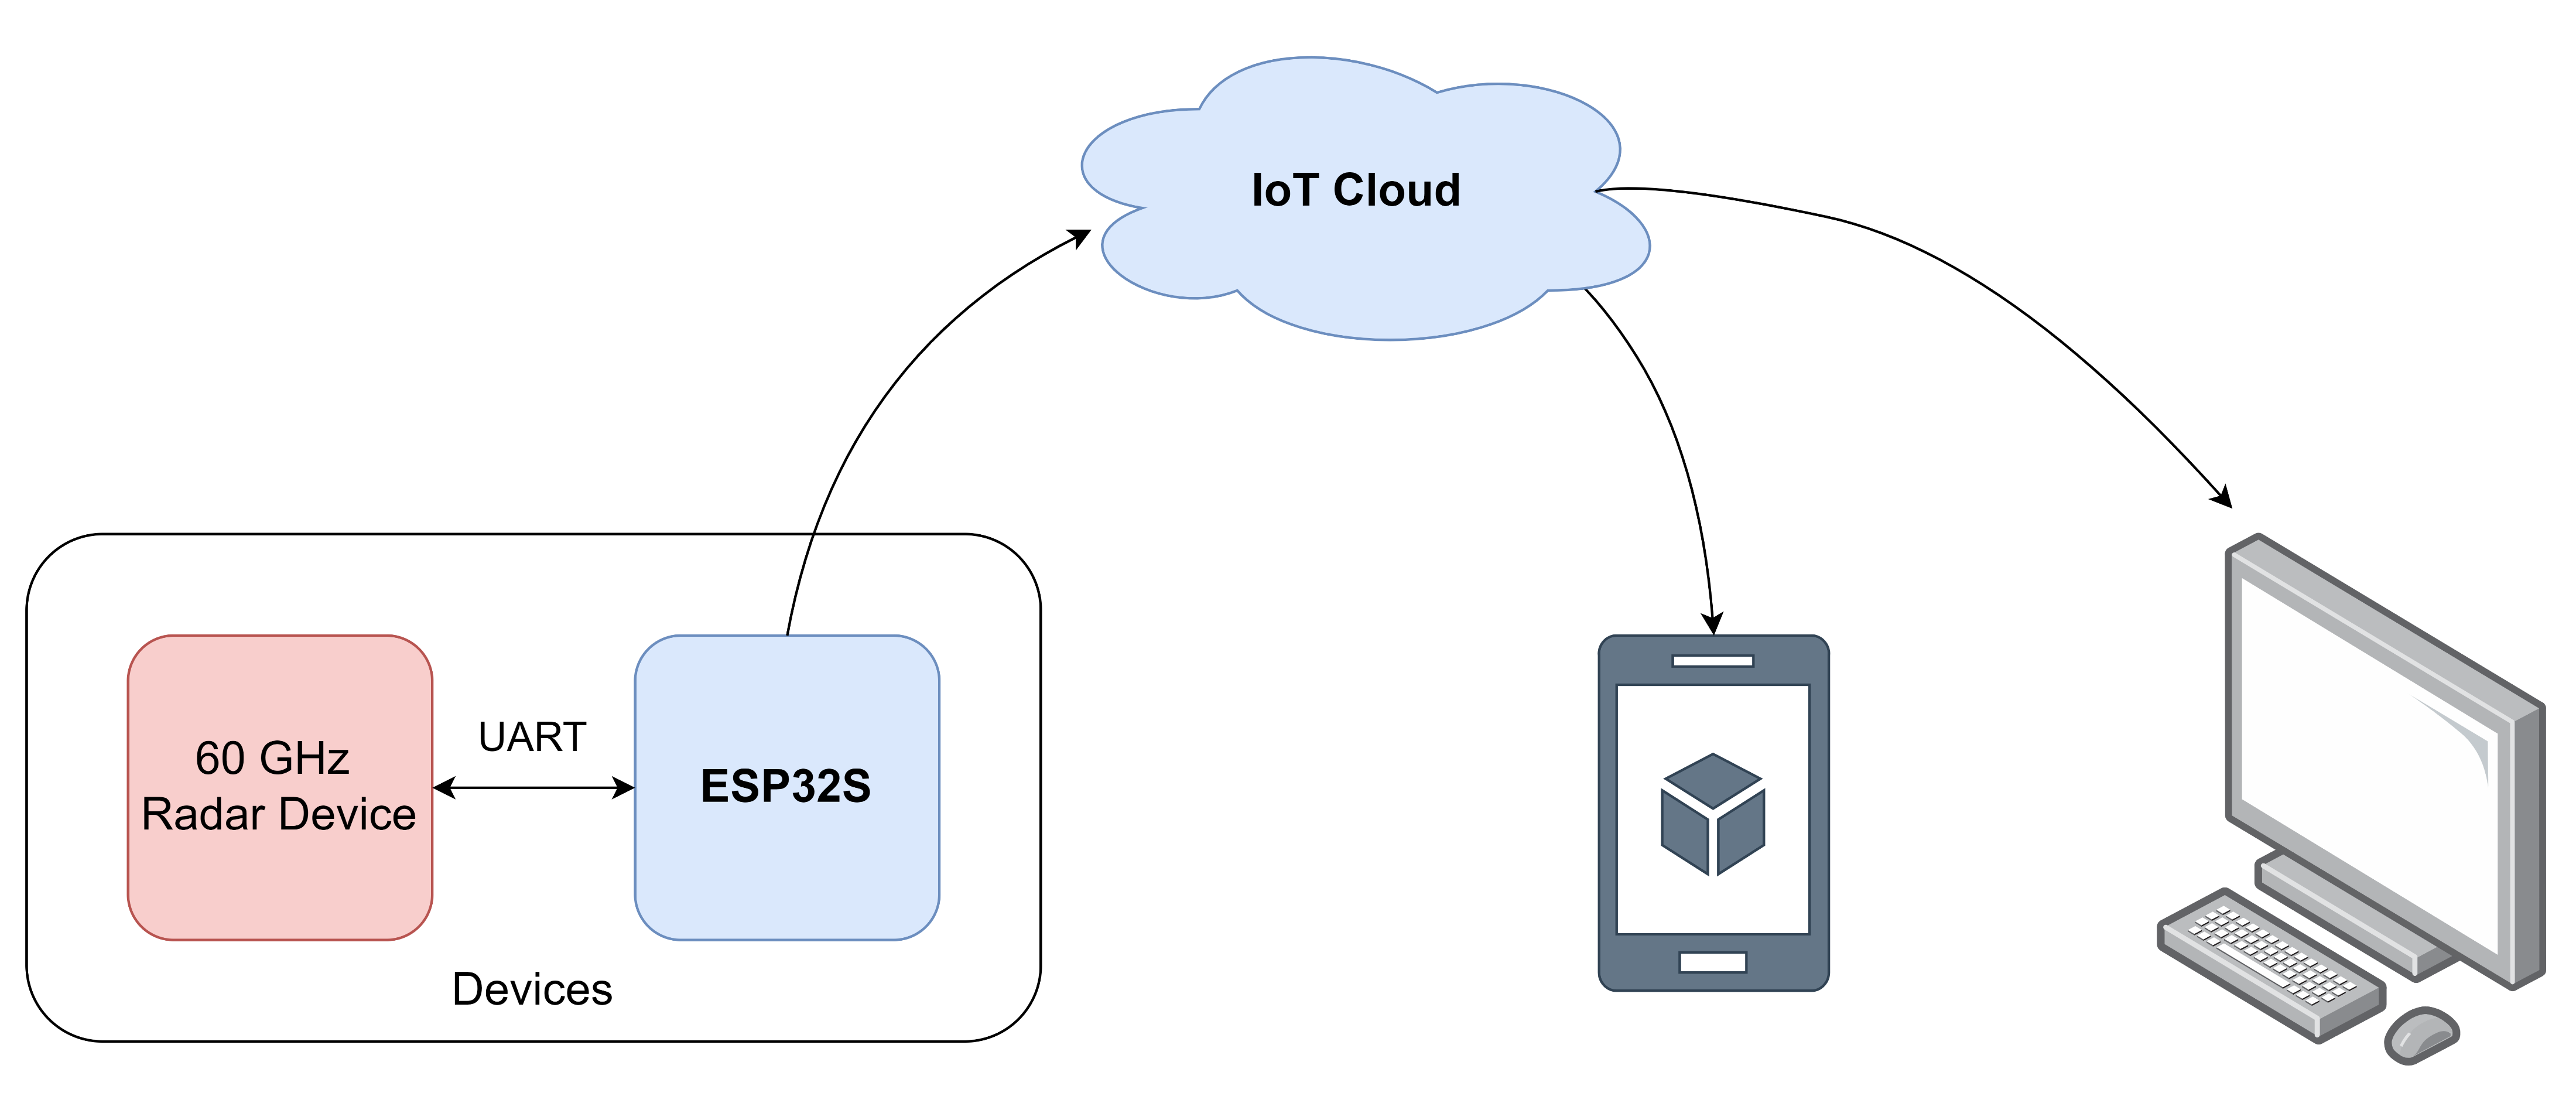 IoT Cloud
60 GHz
Radar Device
UART
ESP32S
Devices